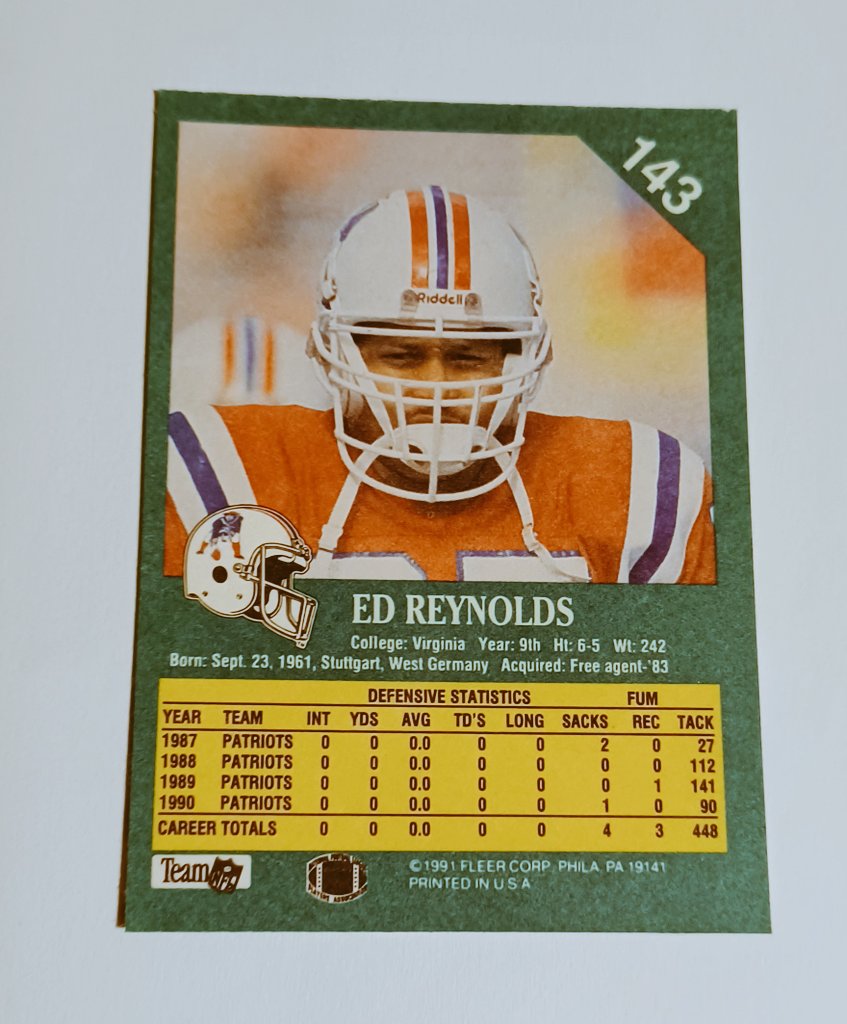 143
Riddell
ED REYNOLDS
College: Virginia Year: 9th Ht: 6-5 Wt: 242
Born: Sept. 23, 1961, Stuttgart, West Germany Acquired: Free agent-'83
DEFENSIVE STATISTICS FUM
YEAR TEAM INT YDS AVG TD'S LONG SACKS REC TACK
1987 PATRIOTS 0 0 0.0 0 0 2 0 27
1988 PATRIOTS 0 0 0.0 0 0 0 0 112
1989 PATRIOTS 0 0 0.0 0 0 0 1 141
1990 PATRIOTS 0 0 0.0 0 0 1 0 90
CAREER TOTALS 0 0 0.0 0 0 4 3 448
Team NFL
© 1991 FLEER CORP. PHILA. PA 19141
PRINTED IN U S A